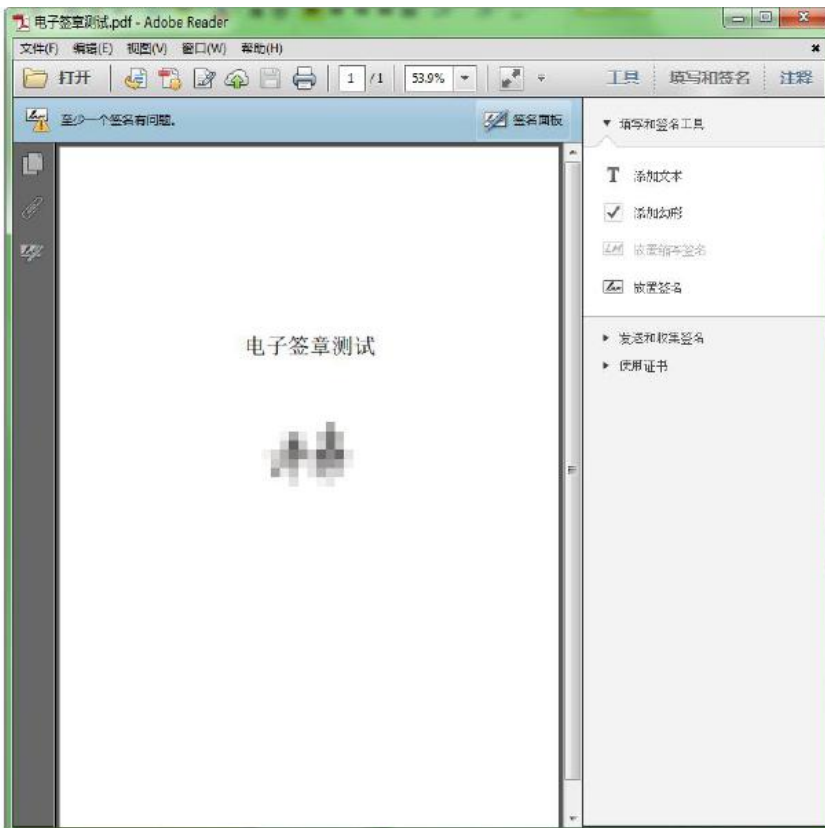 电子签章测试.pdf - Adobe Reader
文件(F) 编辑(E) 视图(V) 窗口(W) 帮助(H)
打开 1 /1 53.9% 工具 填写和签名 注释
至少一个签名有问题。 签名面板
填写和签名工具
T 添加文本
添加勾形
放置缩写签名
放置签名
发送和收集签名
使用证书
电子签章测试